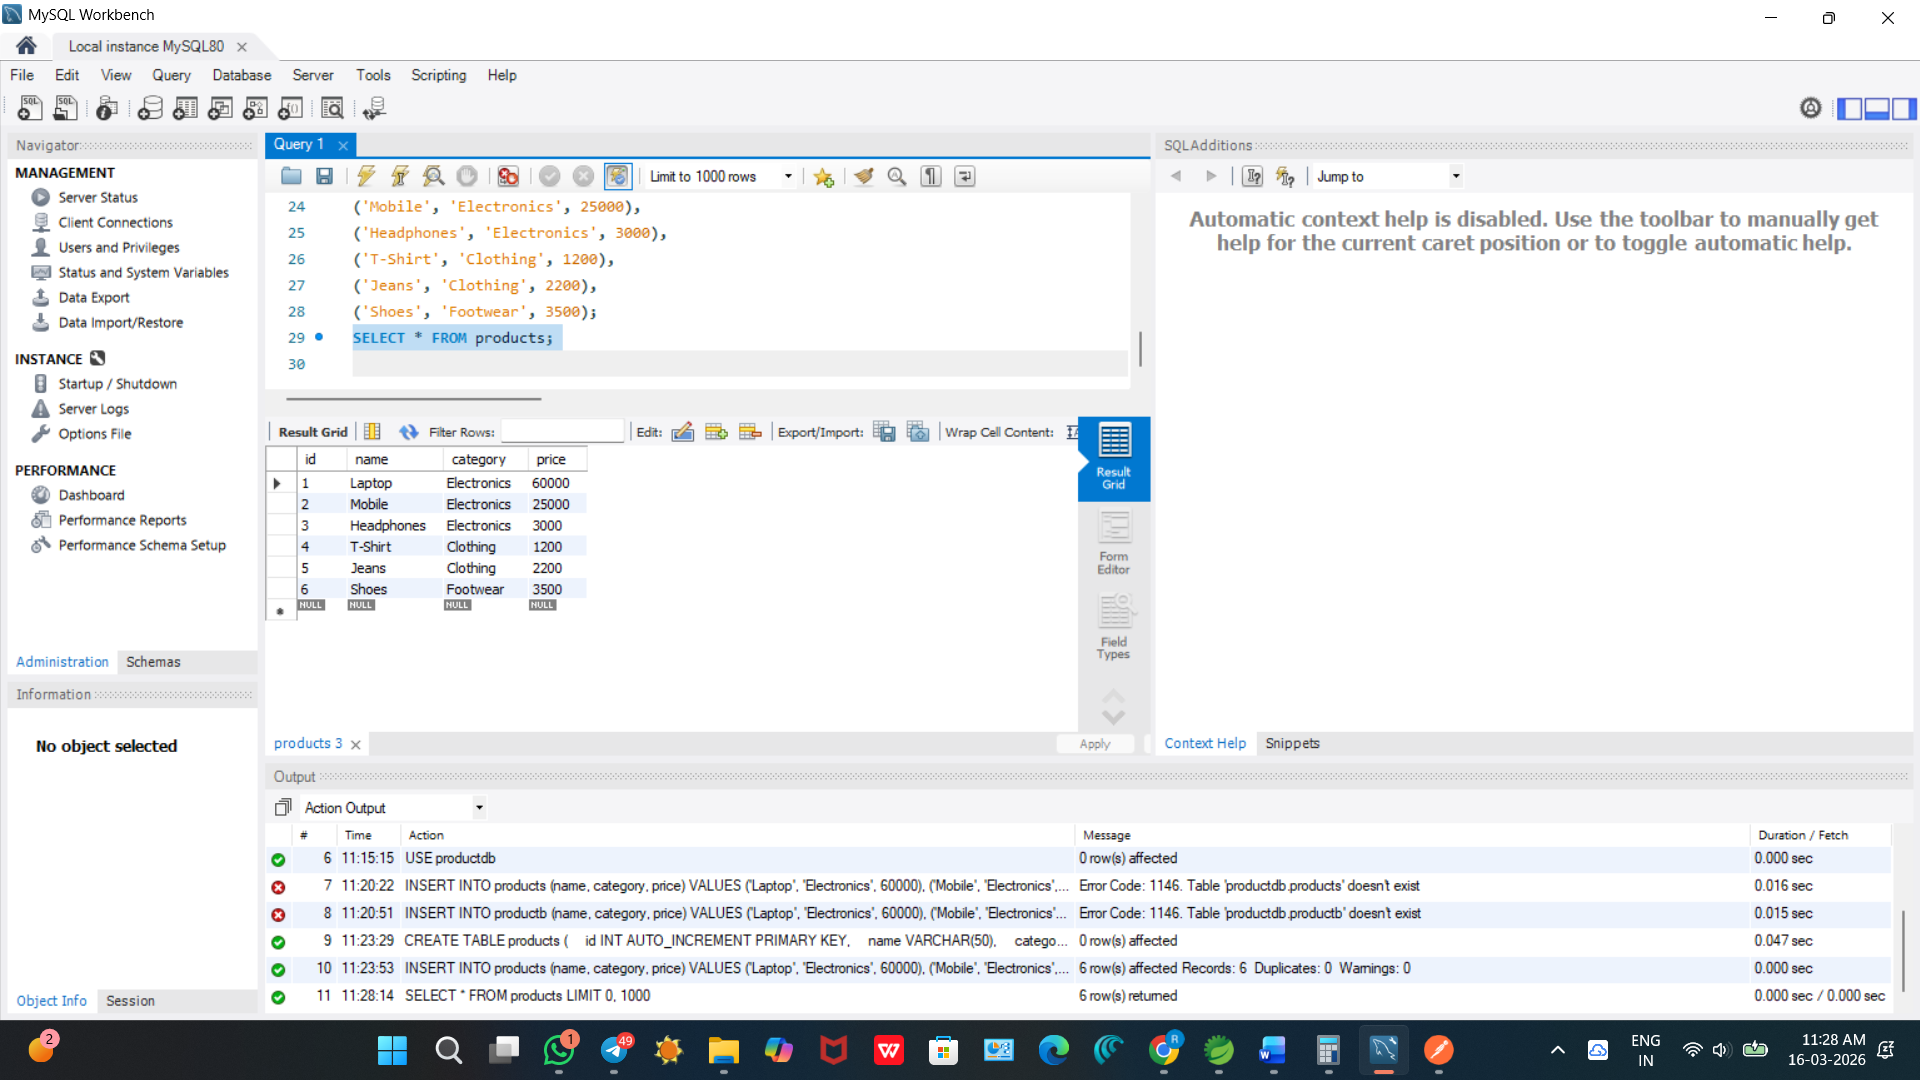 MySQL Workbench
Local instance MySQL80
File Edit View Query Database Server Tools Scripting Help
Navigator
MANAGEMENT
Server Status
Client Connections
Users and Privileges
Status and System Variables
Data Export
Data Import/Restore
INSTANCE
Startup / Shutdown
Server Logs
Options File
PERFORMANCE
Dashboard
Performance Reports
Performance Schema Setup
Administration Schemas
Information
No object selected
Object Info Session
Query 1
Limit to 1000 rows
24 ('Mobile', 'Electronics', 25000),
25 ('Headphones', 'Electronics', 3000),
26 ('T-Shirt', 'Clothing', 1200),
27 ('Jeans', 'Clothing', 2200),
28 ('Shoes', 'Footwear', 3500);
29 SELECT * FROM products;
30
Result Grid Filter Rows: Edit: Export/Import: Wrap Cell Content:
id name category price
1 Laptop Electronics 60000
2 Mobile Electronics 25000
3 Headphones Electronics 3000
4 T-Shirt Clothing 1200
5 Jeans Clothing 2200
6 Shoes Footwear 3500
NULL NULL NULL NULL
Result
Grid
Form
Editor
Field
Types
products 3
Apply
SQLAdditions
Jump to
Automatic context help is disabled. Use the toolbar to manually get
help for the current caret position or to toggle automatic help.
Context Help Snippets
Output
Action Output
# Time Action Message Duration / Fetch
6 11:15:15 USE productdb 0 row(s) affected 0.000 sec
7 11:20:22 INSERT INTO products (name, category, price) VALUES ('Laptop', 'Electronics', 60000), ('Mobile', 'Electronics',... Error Code: 1146. Table 'productdb.products' doesn't exist 0.016 sec
8 11:20:51 INSERT INTO productb (name, category, price) VALUES ('Laptop', 'Electronics', 60000), ('Mobile', 'Electronics'... Error Code: 1146. Table 'productdb.productb' doesn't exist 0.015 sec
9 11:23:29 CREATE TABLE products ( id INT AUTO_INCREMENT PRIMARY KEY, name VARCHAR(50), catego... 0 row(s) affected 0.047 sec
10 11:23:53 INSERT INTO products (name, category, price) VALUES ('Laptop', 'Electronics', 60000), ('Mobile', 'Electronics',... 6 row(s) affected Records: 6 Duplicates: 0 Warnings: 0 0.000 sec
11 11:28:14 SELECT * FROM products LIMIT 0, 1000 6 row(s) returned 0.000 sec / 0.000 sec
2
1
49
R
ENG
IN
11:28 AM
16-03-2026